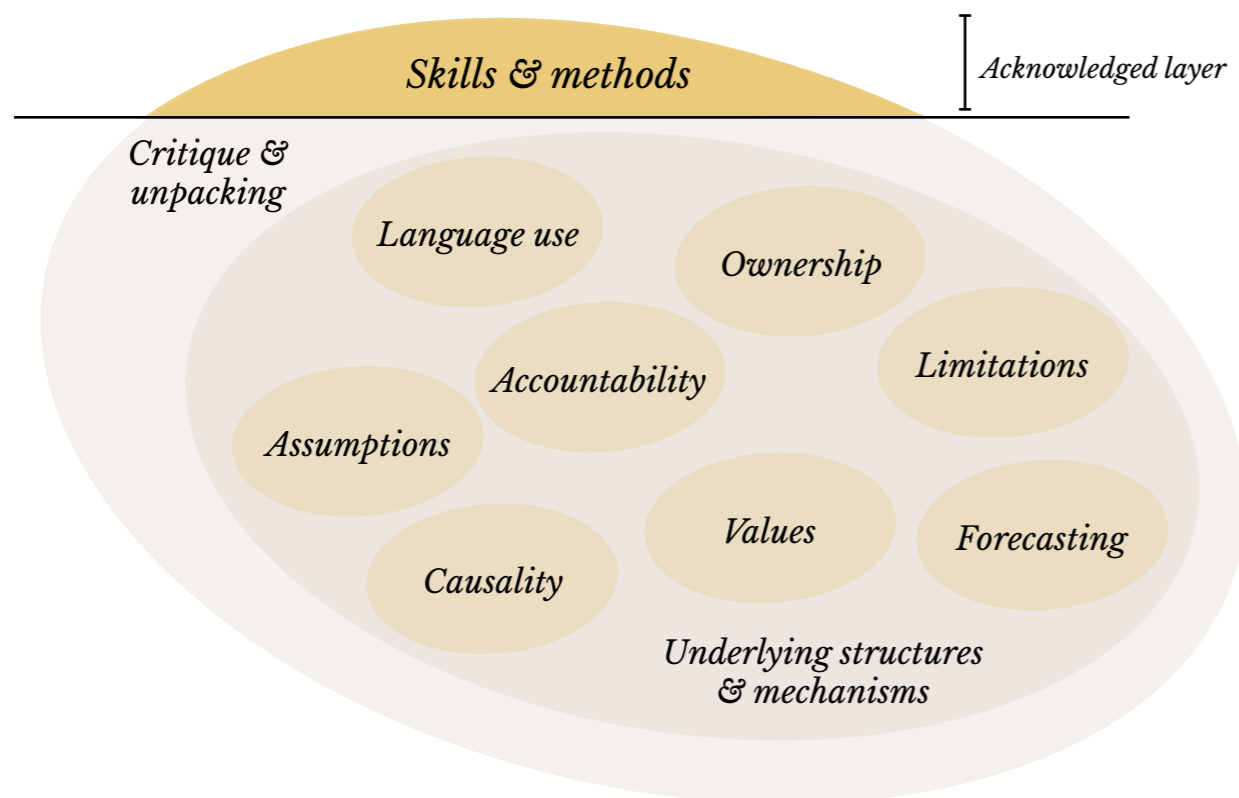 Skills & methods
Acknowledged layer
Critique &
unpacking
Language use
Ownership
Limitations
Accountability
Assumptions
Values
Forecasting
Causality
Underlying structures
& mechanisms